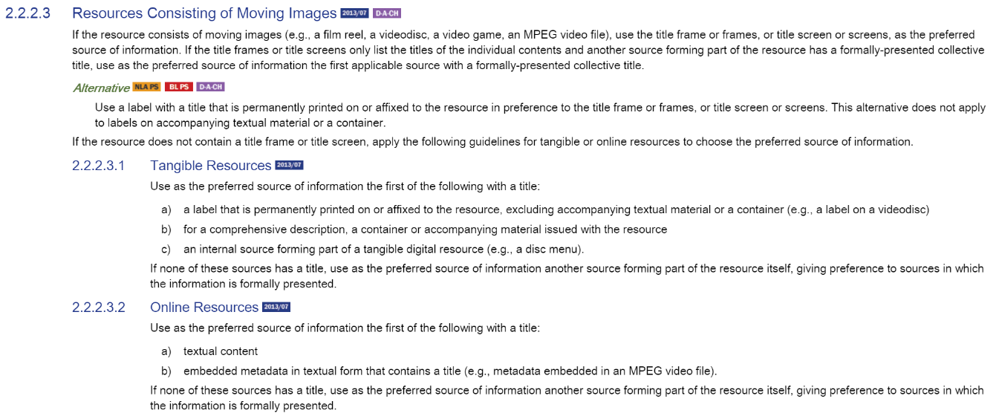 2.2.2.3 Resources Consisting of Moving Images 2013/07 D-A-CH
If the resource consists of moving images (e.g., a film reel, a videodisc, a video game, an MPEG video file), use the title frame or frames, or title screen or screens, as the preferred
source of information. If the title frames or title screens only list the titles of the individual contents and another source forming part of the resource has a formally-presented collective
title, use as the preferred source of information the first applicable source with a formally-presented collective title.
Alternative NLA PS BL PS D-A-CH
Use a label with a title that is permanently printed on or affixed to the resource in preference to the title frame or frames, or title screen or screens. This alternative does not apply
to labels on accompanying textual material or a container.
If the resource does not contain a title frame or title screen, apply the following guidelines for tangible or online resources to choose the preferred source of information.
2.2.2.3.1 Tangible Resources 2013/07
Use as the preferred source of information the first of the following with a title:
a) a label that is permanently printed on or affixed to the resource, excluding accompanying textual material or a container (e.g., a label on a videodisc)
b) for a comprehensive description, a container or accompanying material issued with the resource
c) an internal source forming part of a tangible digital resource (e.g., a disc menu).
If none of these sources has a title, use as the preferred source of information another source forming part of the resource itself, giving preference to sources in which
the information is formally presented.
2.2.2.3.2 Online Resources 2013/07
Use as the preferred source of information the first of the following with a title:
a) textual content
b) embedded metadata in textual form that contains a title (e.g., metadata embedded in an MPEG video file).
If none of these sources has a title, use as the preferred source of information another source forming part of the resource itself, giving preference to sources in which
the information is formally presented.